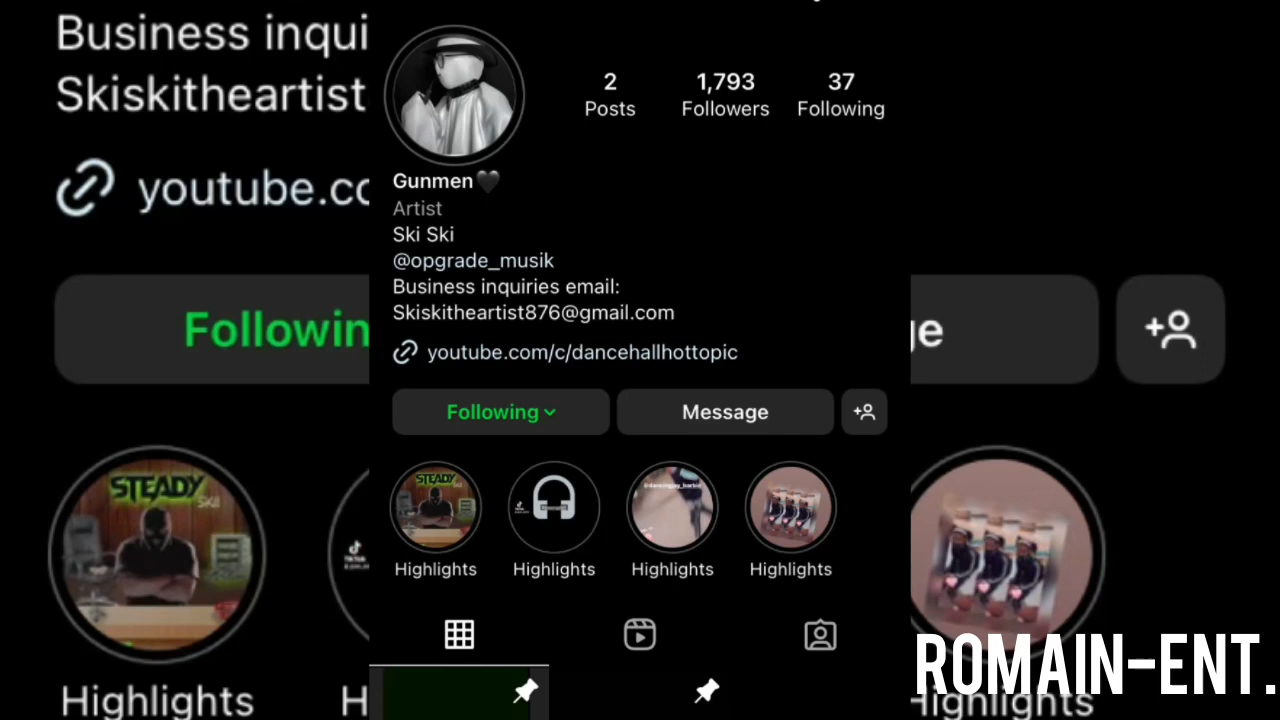 Business inqui
Skiskitheartist
youtube.co
Following
ge
Highlights
H
Highlights
2
Posts
1,793
Followers
37
Following
Gunmen🖤
Artist
Ski Ski
@opgrade_musik
Business inquiries email:
Skiskitheartist876@gmail.com
youtube.com/c/dancehallhottopic
Following
Message
STEADY
Highlights
Highlights
Highlights
Highlights
STEADY
ROMAIN-ENT.